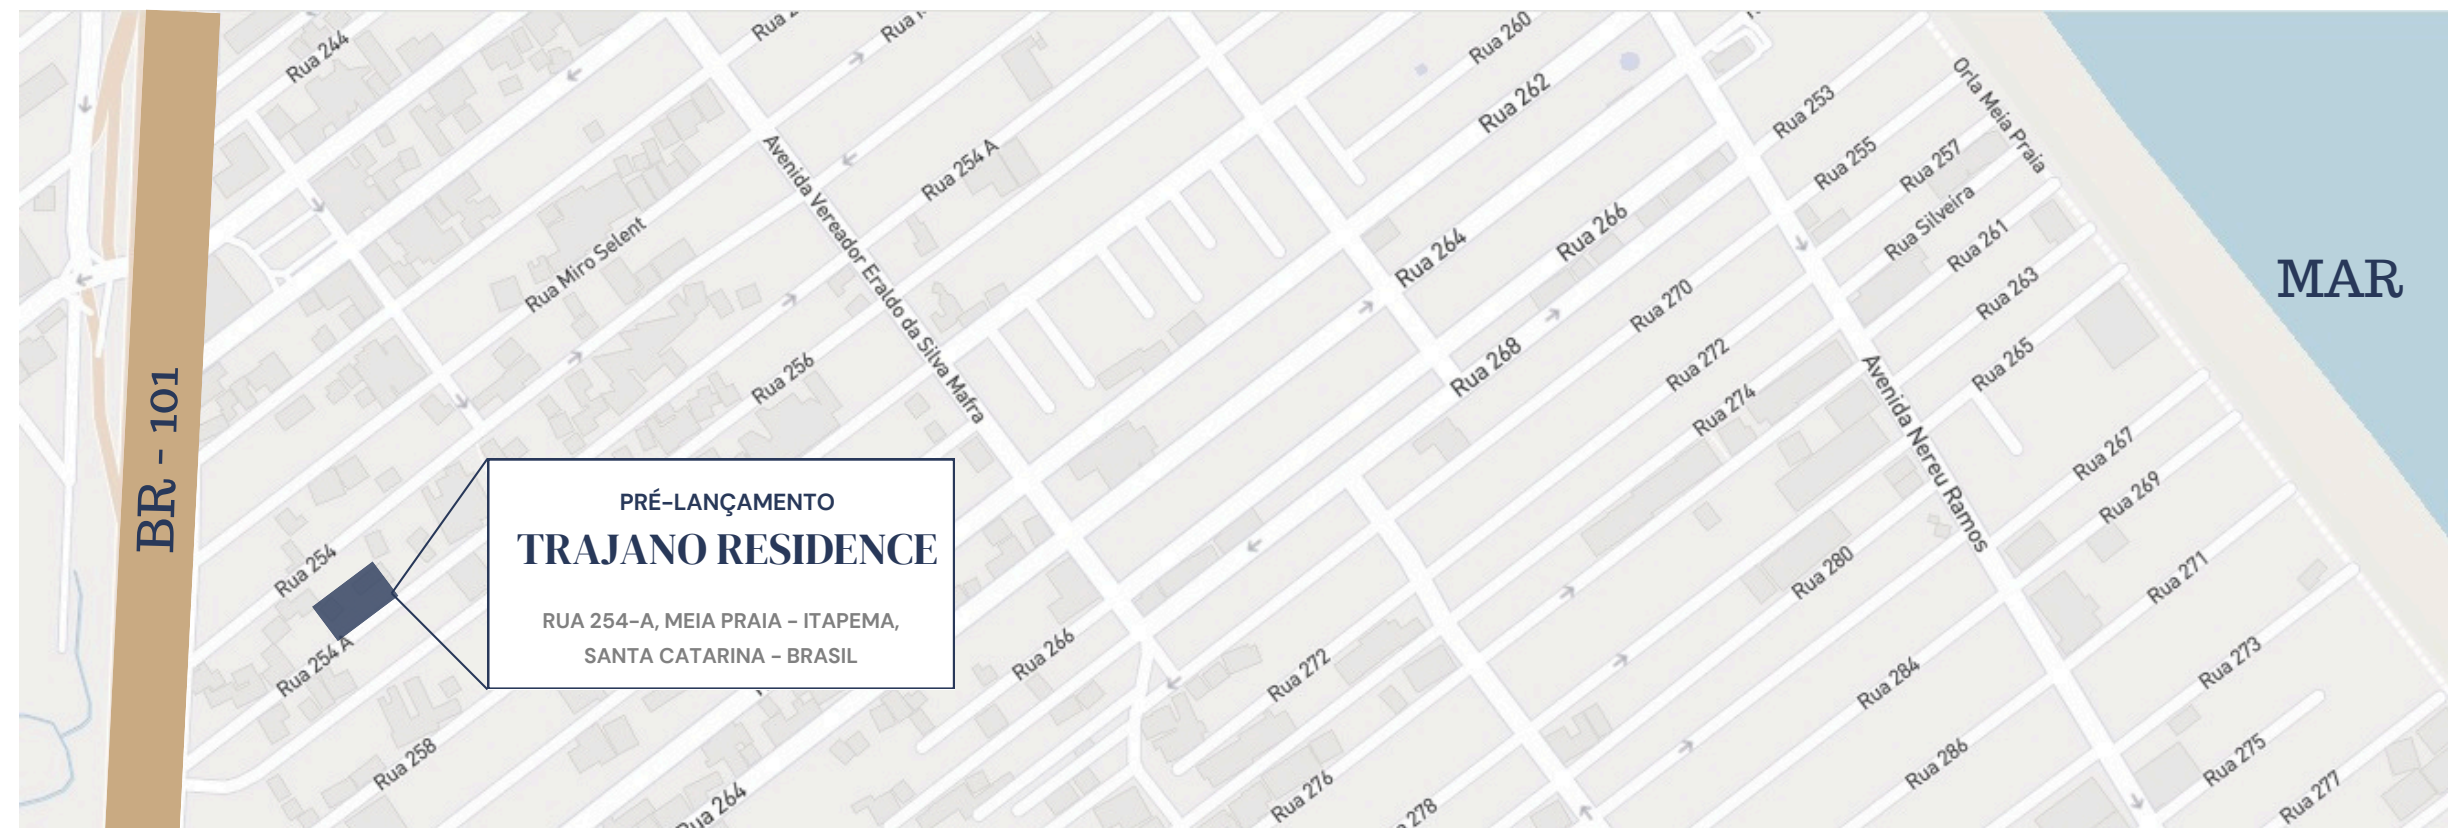 Rua 244
Rua 260
Rua 262
Rua 253
Orla Meia Praia
Rua 255
Rua 257
Rua Silveira
Rua 261
Rua 263
Rua 265
MAR
Avenida Vereador Eraldo da Silva Mafra
Rua 254 A
Rua Miro Selent
Rua 264
Rua 266
Rua 270
Rua 268
Rua 272
Rua 274
Rua 256
Avenida Nereu Ramos
BR - 101
Rua 267
Rua 269
Rua 271
Rua 273
Rua 275
Rua 277
PRÉ-LANÇAMENTO
TRAJANO RESIDENCE
RUA 254-A, MEIA PRAIA - ITAPEMA,
SANTA CATARINA - BRASIL
Rua 254
Rua 254 A
Rua 258
Rua 264
Rua 266
Rua 272
Rua 276
278
Rua 280
Rua 284
Rua 286